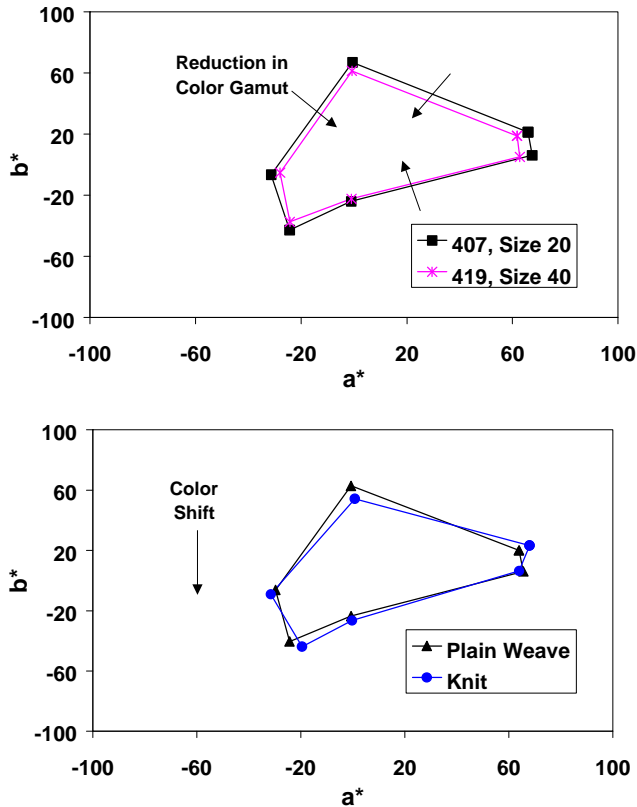 100
60
20
-20
-60
-100
b*
Reduction in
Color Gamut
407, Size 20
419, Size 40
-100 -60 -20 20 60 100
a*
100
60
20
-20
-60
-100
b*
Color
Shift
Plain Weave
Knit
-100 -60 -20 20 60 100
a*